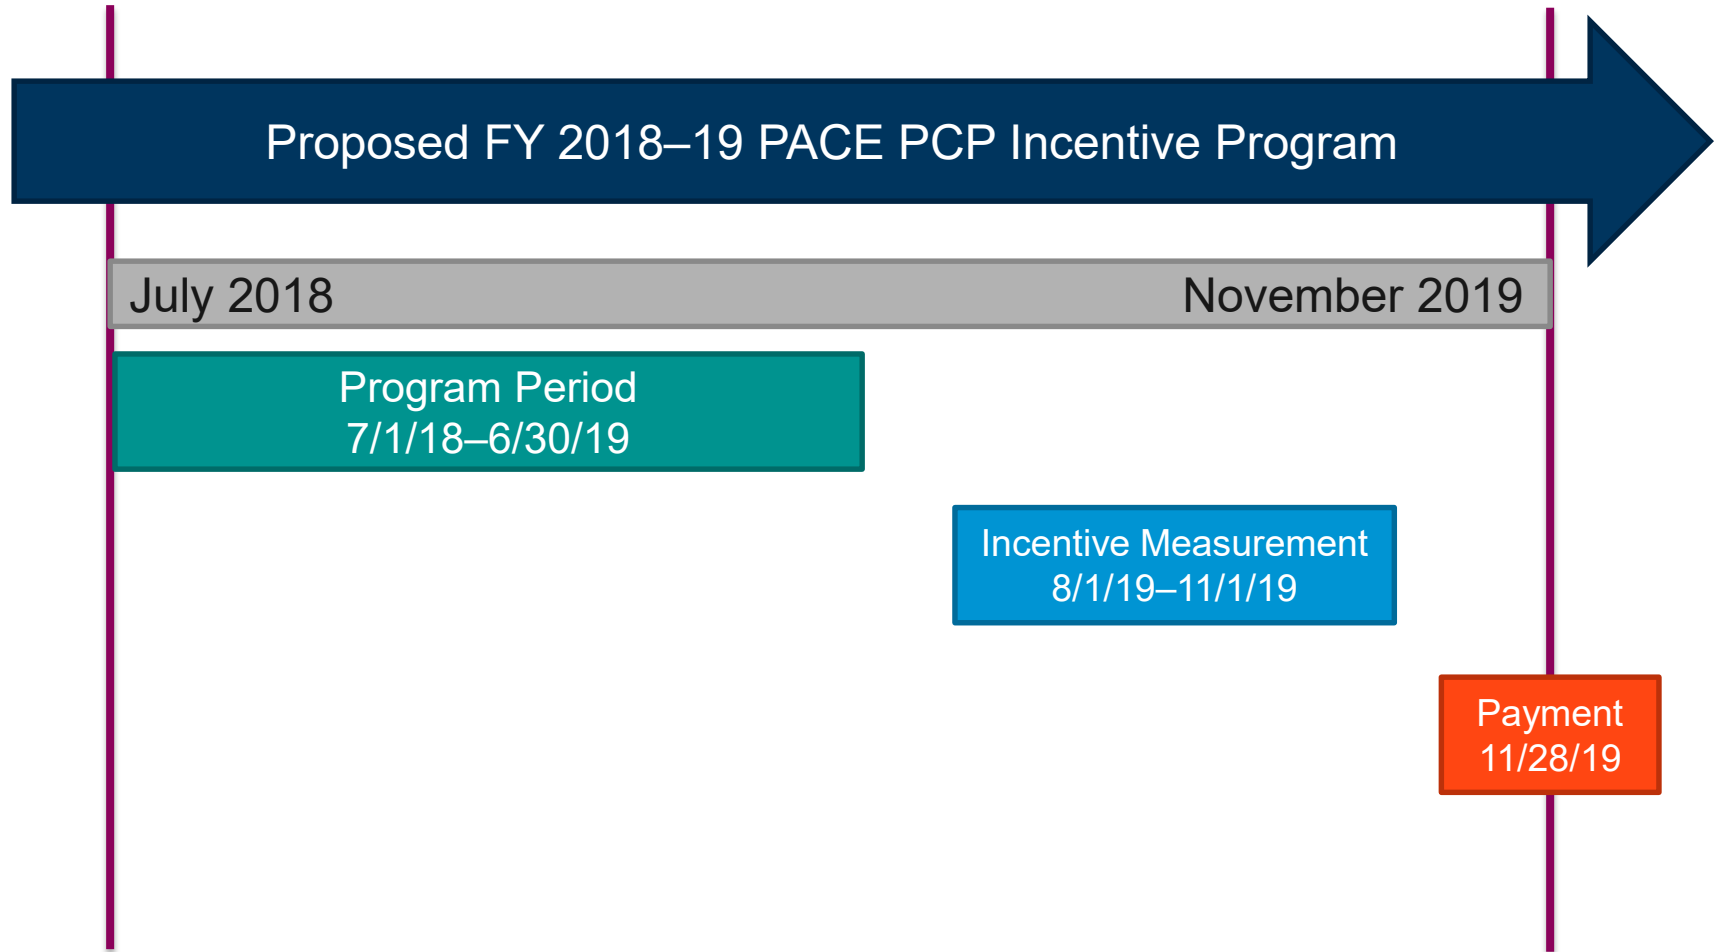 Proposed FY 2018–19 PACE PCP Incentive Program
July 2018
November 2019
Program Period
7/1/18–6/30/19
Incentive Measurement
8/1/19–11/1/19
Payment
11/28/19